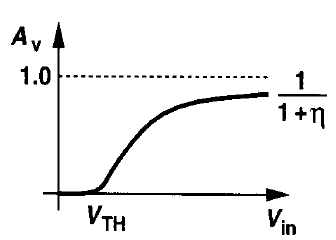 A_v
1.0
1
1 + η
V_TH
V_in